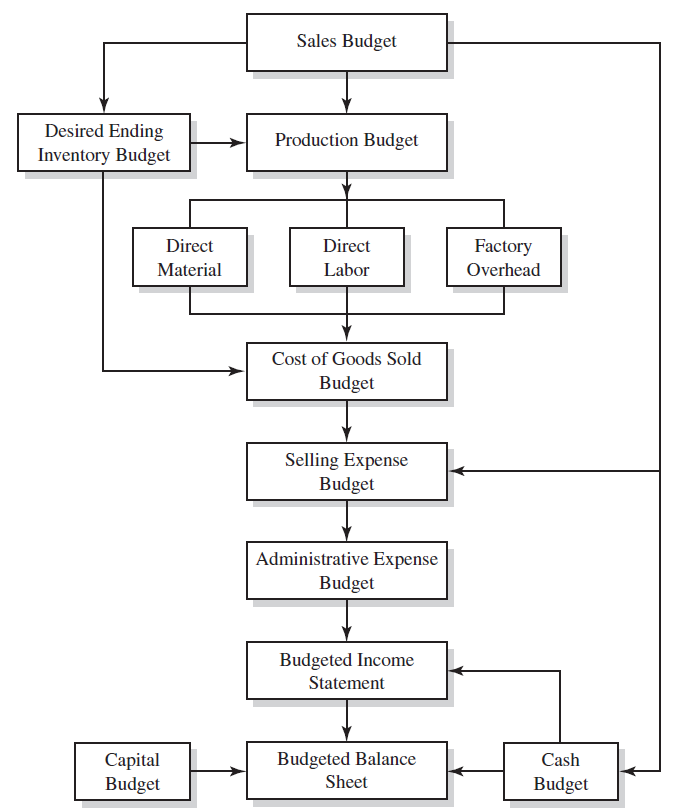 Sales Budget
Desired Ending
Inventory Budget
Production Budget
Direct
Material
Direct
Labor
Factory
Overhead
Cost of Goods Sold
Budget
Selling Expense
Budget
Administrative Expense
Budget
Budgeted Income
Statement
Capital
Budget
Budgeted Balance
Sheet
Cash
Budget